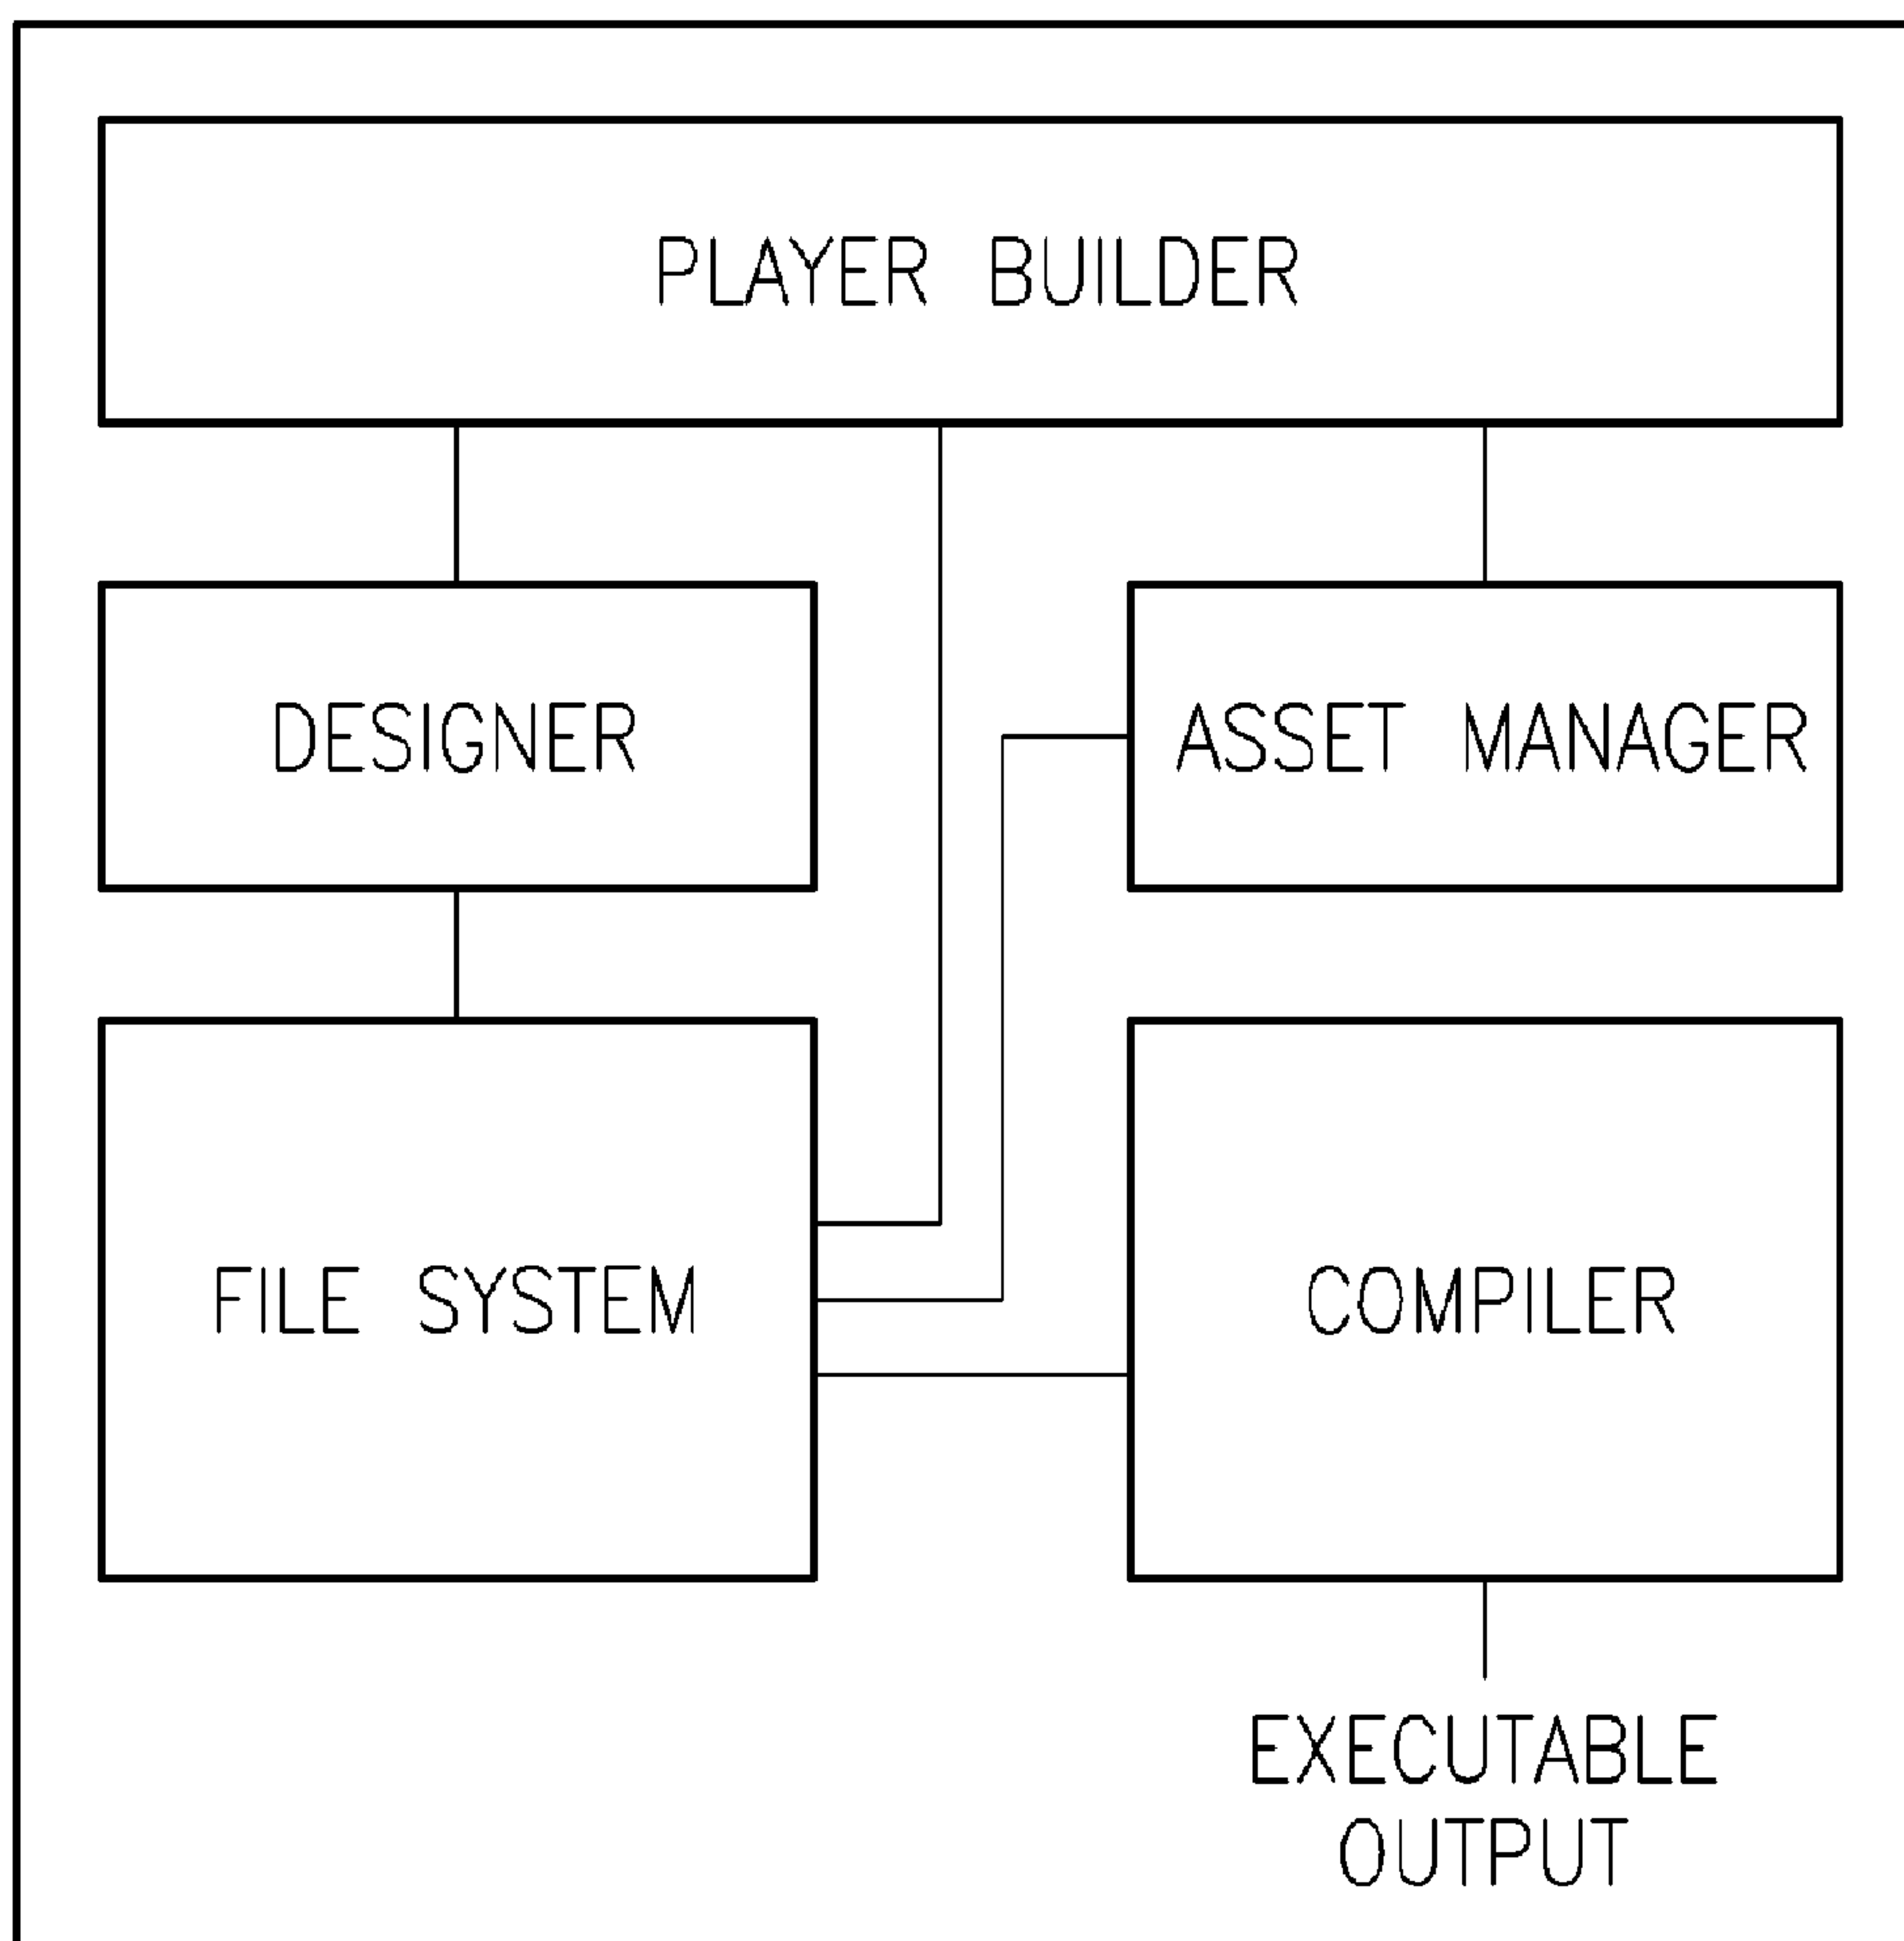 PLAYER BUILDER
DESIGNER
ASSET MANAGER
FILE SYSTEM
COMPILER
EXECUTABLE
OUTPUT